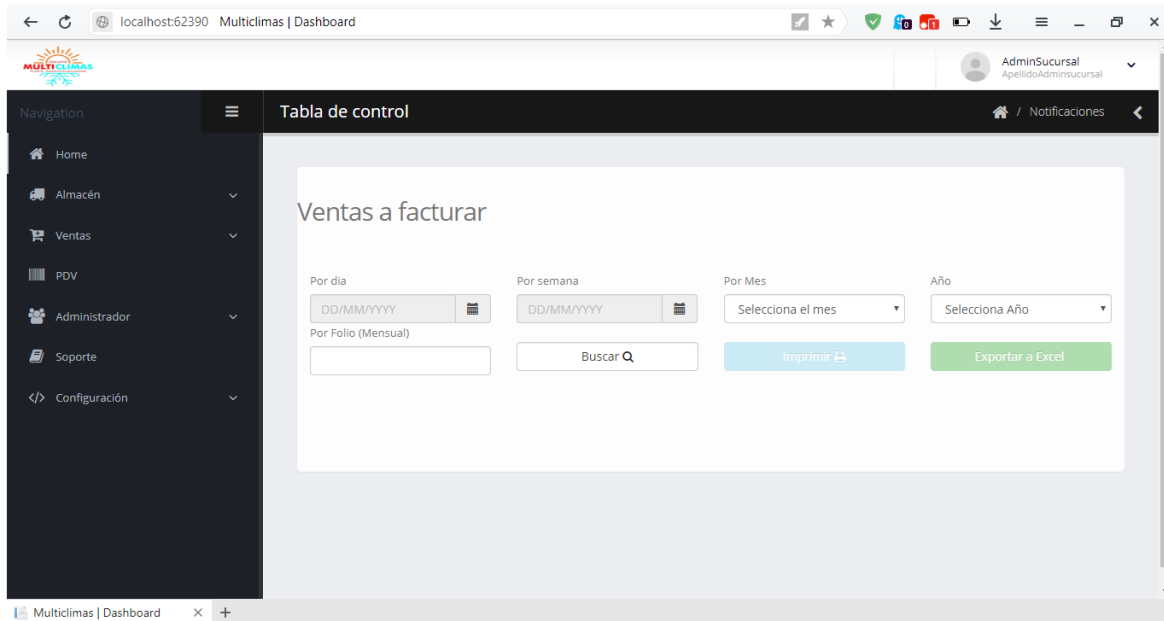 localhost:62390 Multiclimas | Dashboard
0 1
MULTICLIMAS
AdminSucursal
ApellidoAdminsucursal
Navigation
Tabla de control
/ Notificaciones
Home
Almacén
Ventas
PDV
Administrador
Soporte
</> Configuración
Ventas a facturar
Por dia Por semana Por Mes Año
DD/MM/YYYY DD/MM/YYYY Selecciona el mes Selecciona Año
Por Folio (Mensual)
Buscar Imprimir Exportar a Excel
Multiclimas | Dashboard